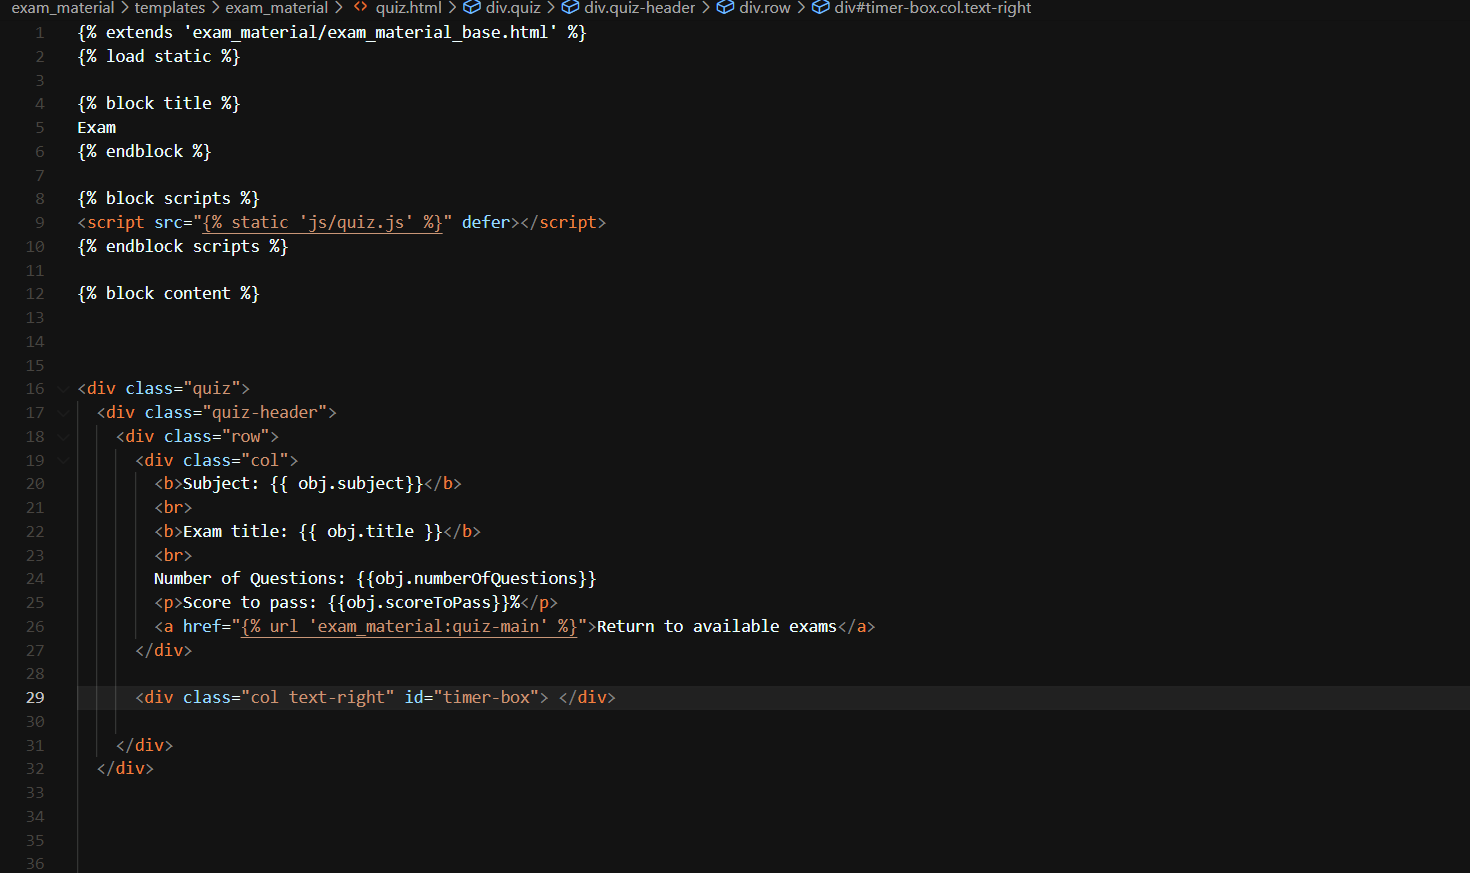 exam_material > templates > exam_material > <> quiz.html > div.quiz > div.quiz-header > div.row > div#timer-box.col.text-right
1 {% extends 'exam_material/exam_material_base.html' %}
2 {% load static %}
3
4 {% block title %}
5 Exam
6 {% endblock %}
7
8 {% block scripts %}
9 <script src="{% static 'js/quiz.js' %}" defer></script>
10 {% endblock scripts %}
11
12 {% block content %}
13
14
15
16 <div class="quiz">
17 <div class="quiz-header">
18 <div class="row">
19 <div class="col">
20 <b>Subject: {{ obj.subject}}</b>
21 <br>
22 <b>Exam title: {{ obj.title }}</b>
23 <br>
24 Number of Questions: {{obj.numberOfQuestions}}
25 <p>Score to pass: {{obj.scoreToPass}}%</p>
26 <a href="{% url 'exam_material:quiz-main' %}">Return to available exams</a>
27 </div>
28
29 <div class="col text-right" id="timer-box"> </div>
30
31 </div>
32 </div>
33
34
35
36